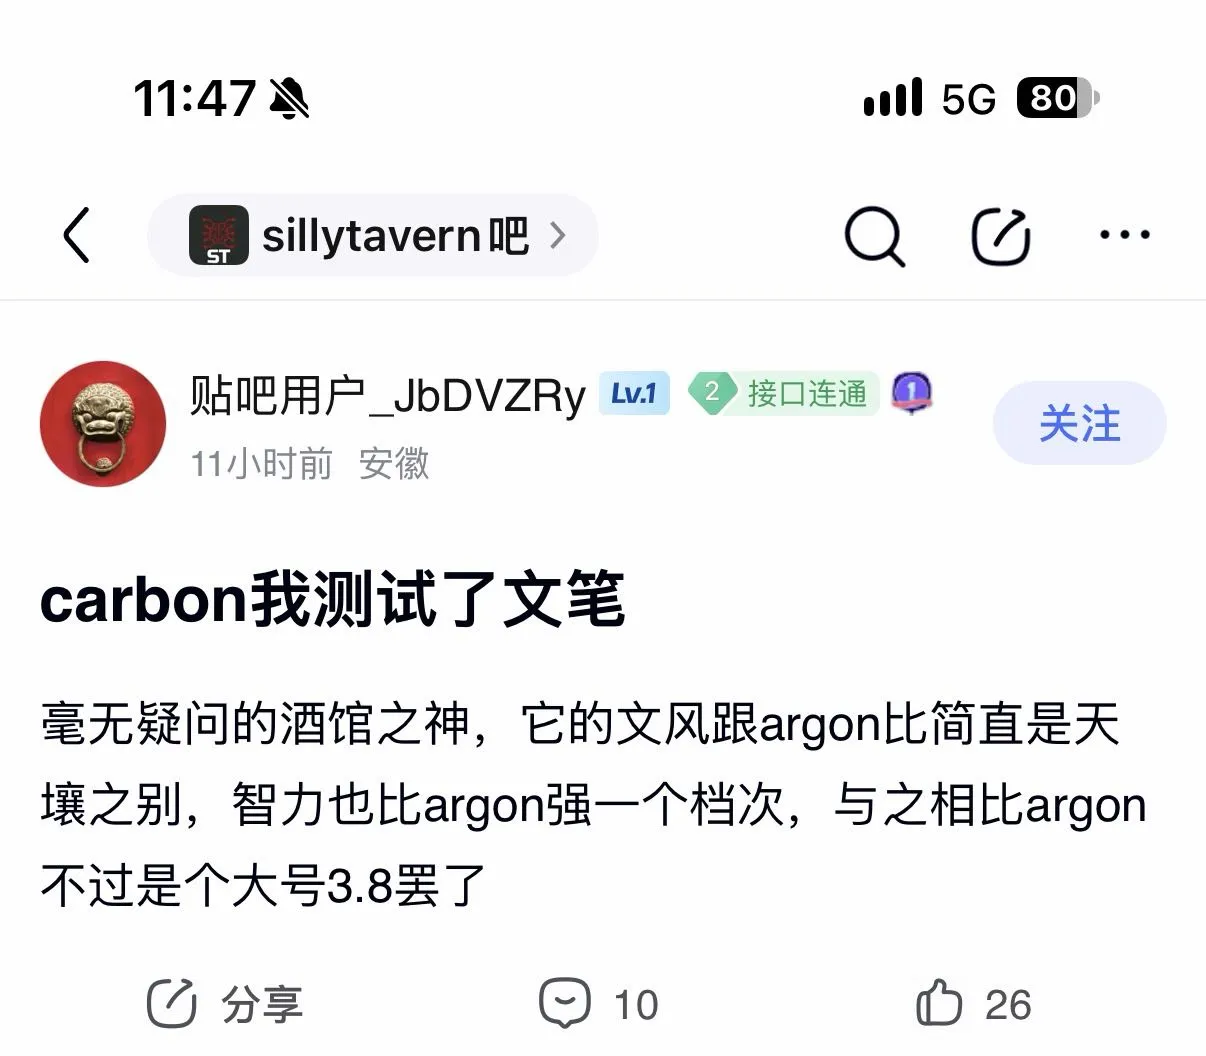 11:47 5G 80
ST sillytavern吧
贴吧用户_JbDVZRy Lv.1 2 接口连通 1 关注
11小时前 安徽
carbon我测试了文笔
毫无疑问的酒馆之神，它的文风跟argon比简直是天
壤之别，智力也比argon强一个档次，与之相比argon
不过是个大号3.8罢了
分享 10 26